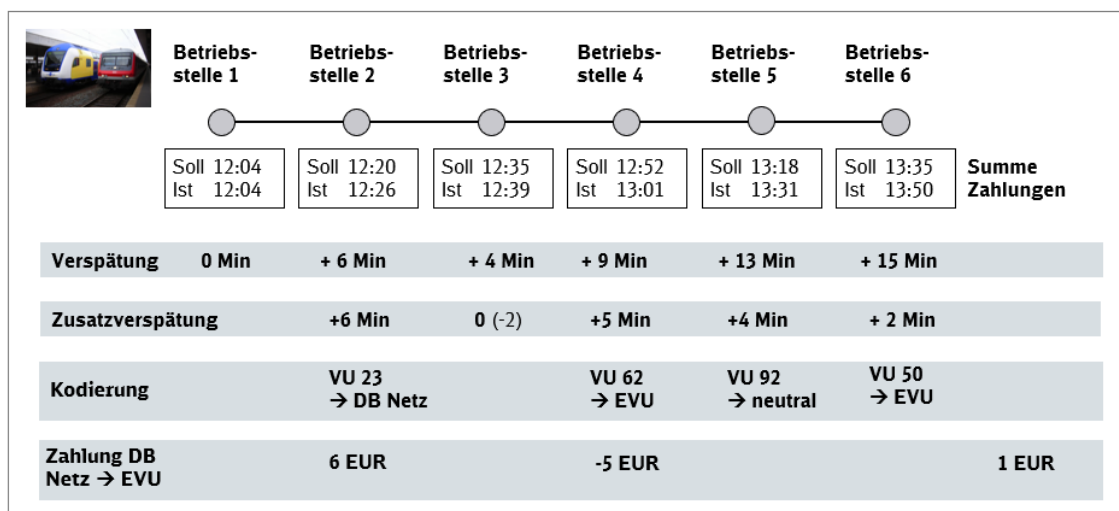 Betriebs-
stelle 1
Betriebs-
stelle 2
Betriebs-
stelle 3
Betriebs-
stelle 4
Betriebs-
stelle 5
Betriebs-
stelle 6
Soll 12:04
Ist 12:04
Soll 12:20
Ist 12:26
Soll 12:35
Ist 12:39
Soll 12:52
Ist 13:01
Soll 13:18
Ist 13:31
Soll 13:35
Ist 13:50
Summe
Zahlungen
Verspätung 0 Min + 6 Min + 4 Min + 9 Min + 13 Min + 15 Min
Zusatzverspätung +6 Min 0 (-2) +5 Min +4 Min + 2 Min
Kodierung
VU 23
→ DB Netz
VU 62
→ EVU
VU 92
→ neutral
VU 50
→ EVU
Zahlung DB
Netz → EVU
6 EUR -5 EUR 1 EUR